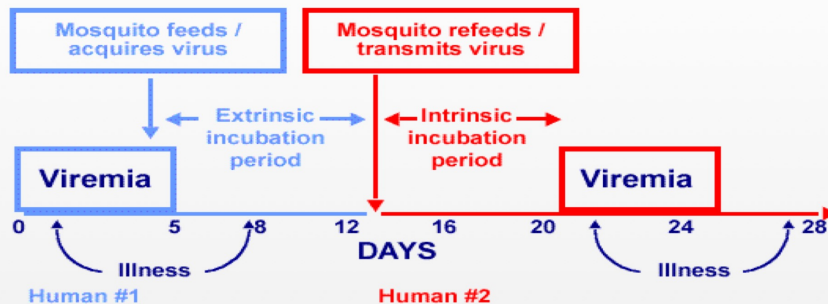 Mosquito feeds /
acquires virus
Mosquito refeeds /
transmits virus
Extrinsic
incubation
period
Intrinsic
incubation
period
Viremia
Viremia
0 5 8 12 16 20 24 28
DAYS
Illness
Illness
Human #1
Human #2